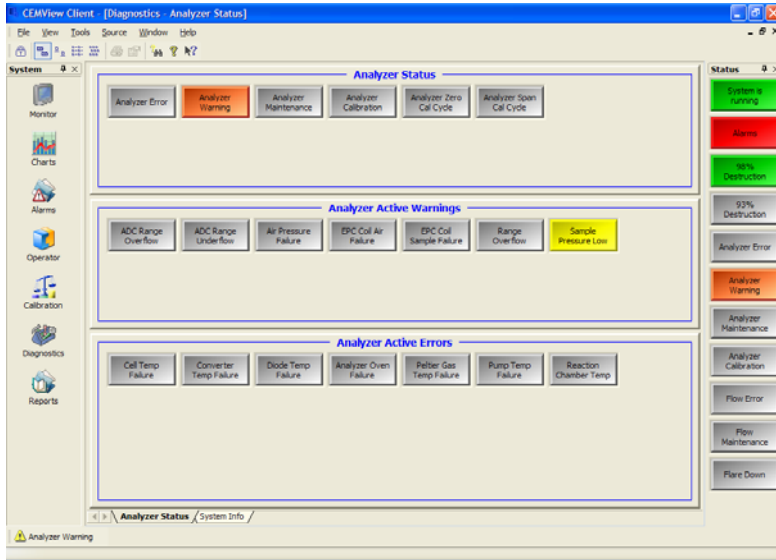 CEMView Client - [Diagnostics - Analyzer Status]
File View Tools Source Window Help
System
Monitor
Charts
Alarms
Operator
Calibration
Diagnostics
Reports
Analyzer Status
Analyzer Error
Analyzer
Warning
Analyzer
Maintenance
Analyzer
Calibration
Analyzer Zero
Cal Cycle
Analyzer Span
Cal Cycle
Analyzer Active Warnings
ADC Range
Overflow
ADC Range
Underflow
Air Pressure
Failure
EPC Coil Air
Failure
EPC Coil
Sample Failure
Range
Overflow
Sample
Pressure Low
Analyzer Active Errors
Cell Temp
Failure
Converter
Temp Failure
Diode Temp
Failure
Analyzer Oven
Failure
Peltier Gas
Temp Failure
Pump Temp
Failure
Reaction
Chamber Temp
Analyzer Status
System Info
Status
System is
running
Alarms
98%
Destruction
93%
Destruction
Analyzer Error
Analyzer
Warning
Analyzer
Maintenance
Analyzer
Calibration
Flow Error
Flow
Maintenance
Flare Down
Analyzer Warning